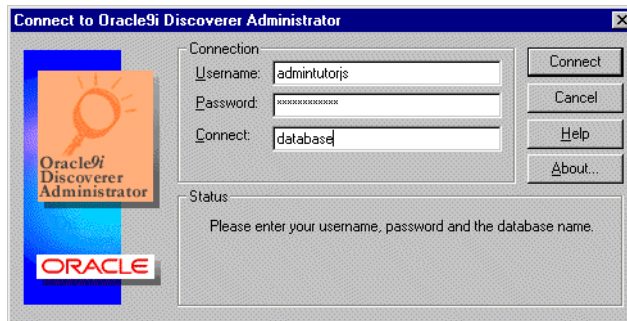 Connect to Oracle9i Discoverer Administrator
Connection
Username: admintutorjs
Password: xxxxxxxxxxxx
Connect: database
Connect
Cancel
Help
About...
Oracle9i
Discoverer
Administrator
ORACLE
Status
Please enter your username, password and the database name.